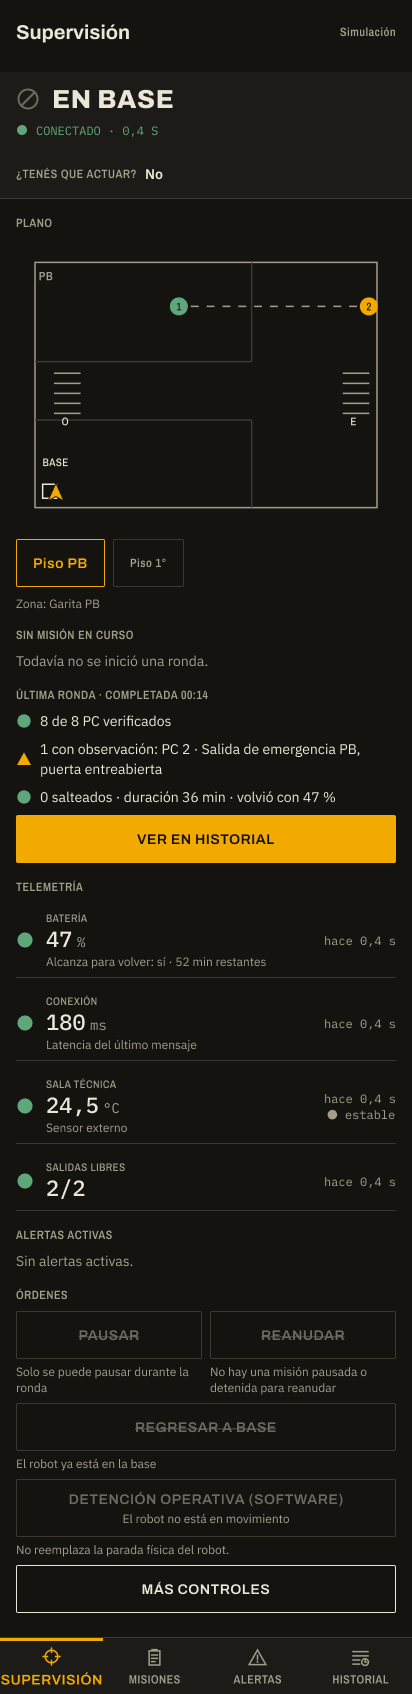 Supervisión
Simulación
EN BASE
CONECTADO · 0,4 S
¿TENÉS QUE ACTUAR? No
PLANO
PB
1
2
O
E
BASE
Piso PB
Piso 1°
Zona: Garita PB
SIN MISIÓN EN CURSO
Todavía no se inició una ronda.
ÚLTIMA RONDA · COMPLETADA 00:14
8 de 8 PC verificados
1 con observación: PC 2 · Salida de emergencia PB,
puerta entreabierta
0 salteados · duración 36 min · volvió con 47 %
VER EN HISTORIAL
TELEMETRÍA
BATERÍA
47 %
hace 0,4 s
Alcanza para volver: sí · 52 min restantes
CONEXIÓN
180 ms
hace 0,4 s
Latencia del último mensaje
SALA TÉCNICA
24,5 °C
hace 0,4 s
estable
Sensor externo
SALIDAS LIBRES
2/2
hace 0,4 s
ALERTAS ACTIVAS
Sin alertas activas.
ÓRDENES
PAUSAR
REANUDAR
Solo se puede pausar durante la
ronda
No hay una misión pausada o
detenida para reanudar
REGRESAR A BASE
El robot ya está en la base
DETENCIÓN OPERATIVA (SOFTWARE)
El robot no está en movimiento
No reemplaza la parada física del robot.
MÁS CONTROLES
SUPERVISIÓN
MISIONES
ALERTAS
HISTORIAL